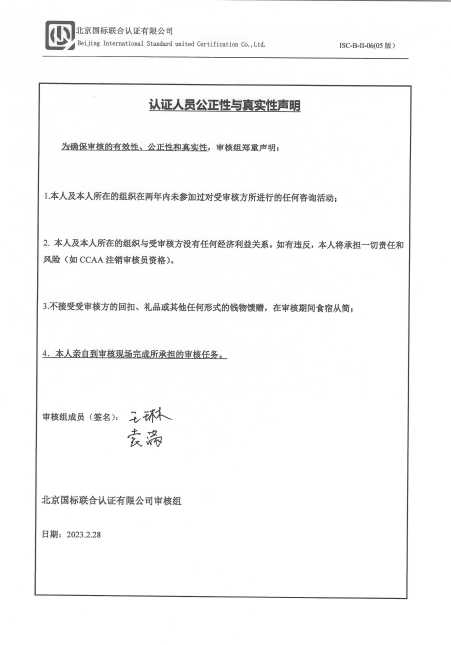 北京国标联合认证有限公司
Beijing International Standard united Certification Co.,Ltd.
ISC-B-II-06(05版)
认证人员公正性与真实性声明
为确保审核的有效性、公正性和真实性，审核组郑重声明：
1.本人及本人所在的组织在两年内未参加过对受审核方所进行的任何咨询活动；
2. 本人及本人所在的组织与受审核方没有任何经济利益关系。如有违反，本人将承担一切责任和
风险（如 CCAA 注销审核员资格）。
3.不接受受审核方的回扣、礼品或其他任何形式的钱物馈赠，在审核期间食宿从简；
4．本人亲自到审核现场完成所承担的审核任务。
审核组成员（签名）：王琳
袁满
北京国标联合认证有限公司审核组
日期：2023.2.28